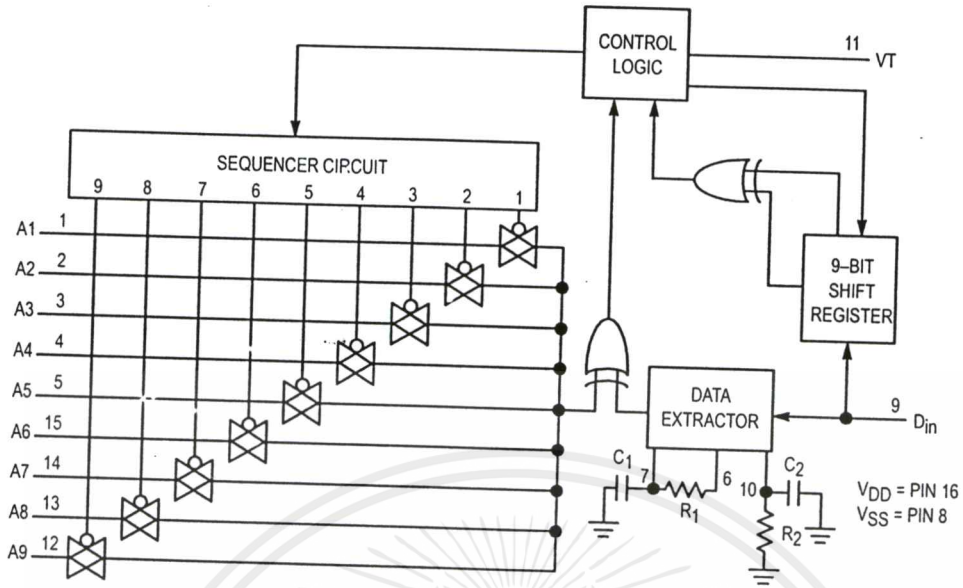 CONTROL
LOGIC
11
VT
SEQUENCER CIRCUIT
9 8 7 6 5 4 3 2 1
A1 1
A2 2
A3 3
A4 4
A5 5
A6 15
A7 14
A8 13
A9 12
9–BIT
SHIFT
REGISTER
DATA
EXTRACTOR
9
Din
C1
7
R1
6
10
C2
R2
VDD = PIN 16
VSS = PIN 8